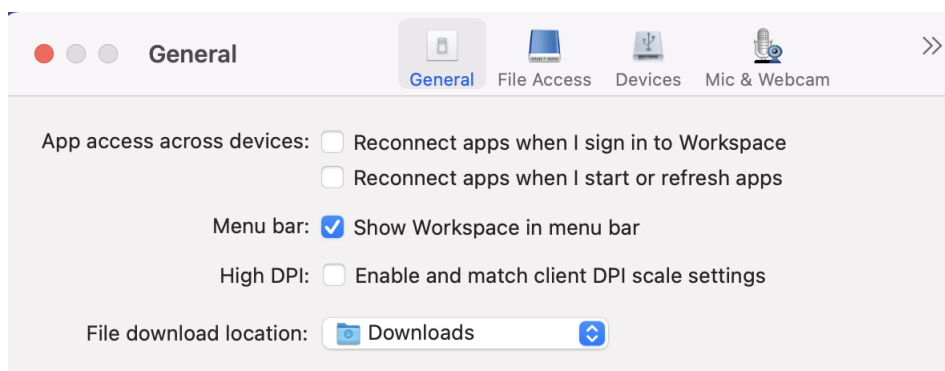 General
General File Access Devices Mic & Webcam
App access across devices: Reconnect apps when I sign in to Workspace
Reconnect apps when I start or refresh apps
Menu bar: Show Workspace in menu bar
High DPI: Enable and match client DPI scale settings
File download location: Downloads